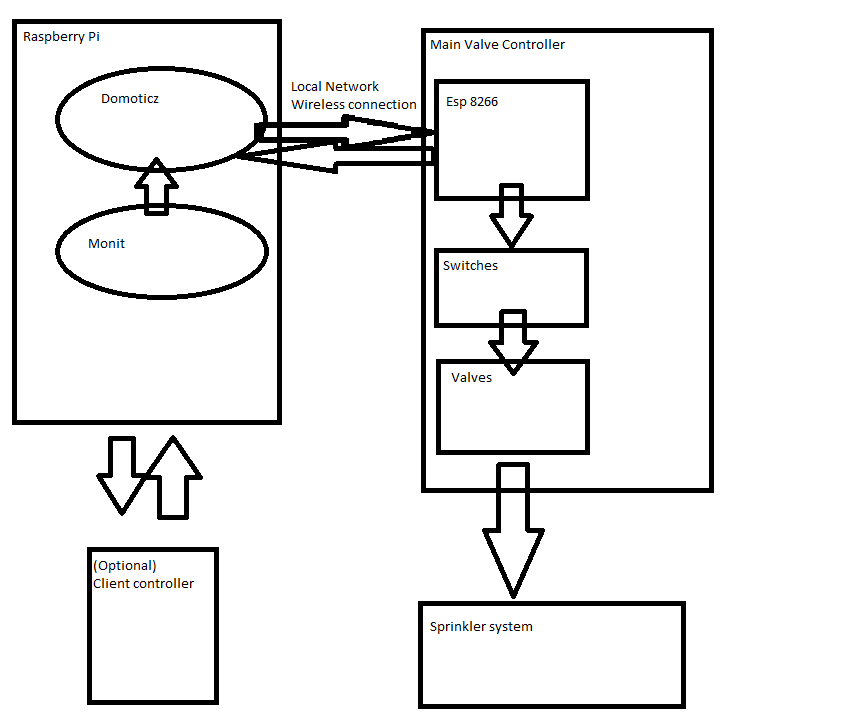 Raspberry Pi
Domoticz
Monit
Local Network
Wireless connection
Main Valve Controller
Esp 8266
Switches
Valves
(Optional)
Client controller
Sprinkler system